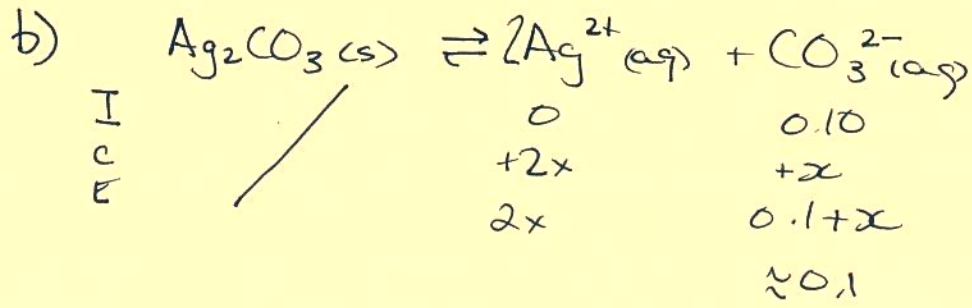 b) Ag₂CO₃(s) ⇌ 2Ag²⁺(aq) + CO₃²⁻(aq)
I 0 0.10
C +2x +x
E 2x 0.1+x
≈0.1